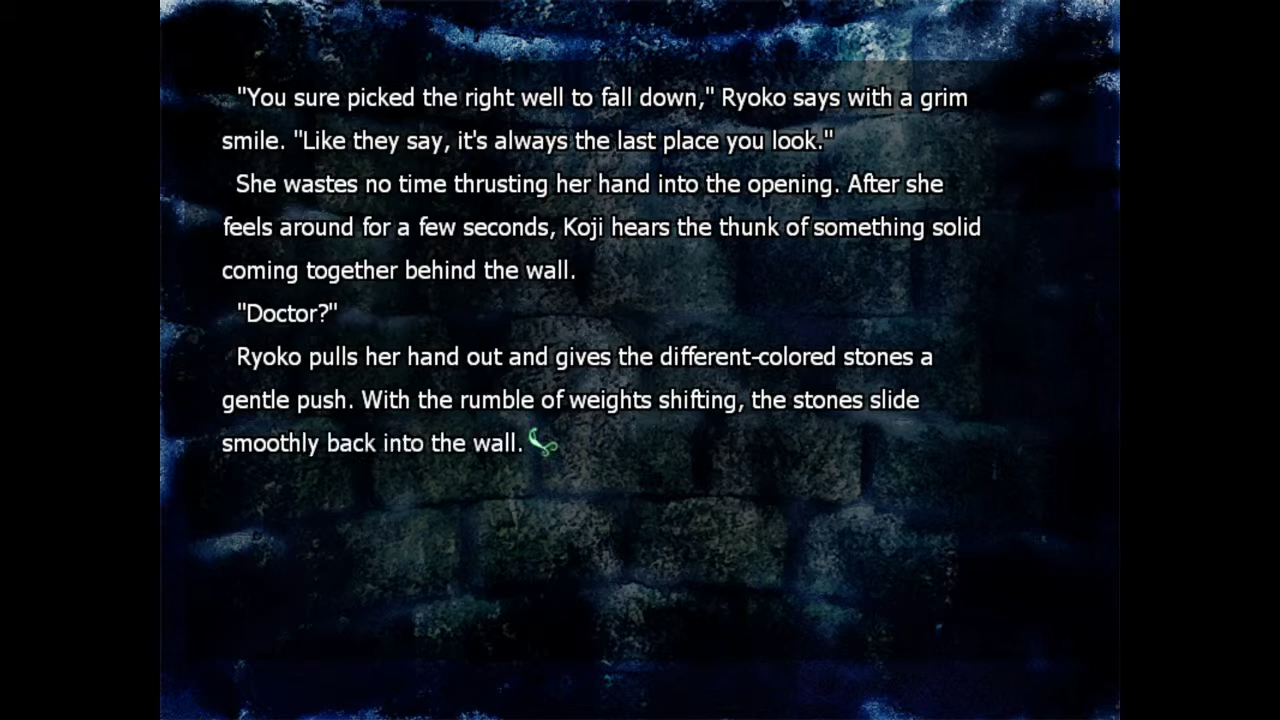 "You sure picked the right well to fall down," Ryoko says with a grim
smile. "Like they say, it's always the last place you look."
She wastes no time thrusting her hand into the opening. After she
feels around for a few seconds, Koji hears the thunk of something solid
coming together behind the wall.
"Doctor?"
Ryoko pulls her hand out and gives the different-colored stones a
gentle push. With the rumble of weights shifting, the stones slide
smoothly back into the wall.